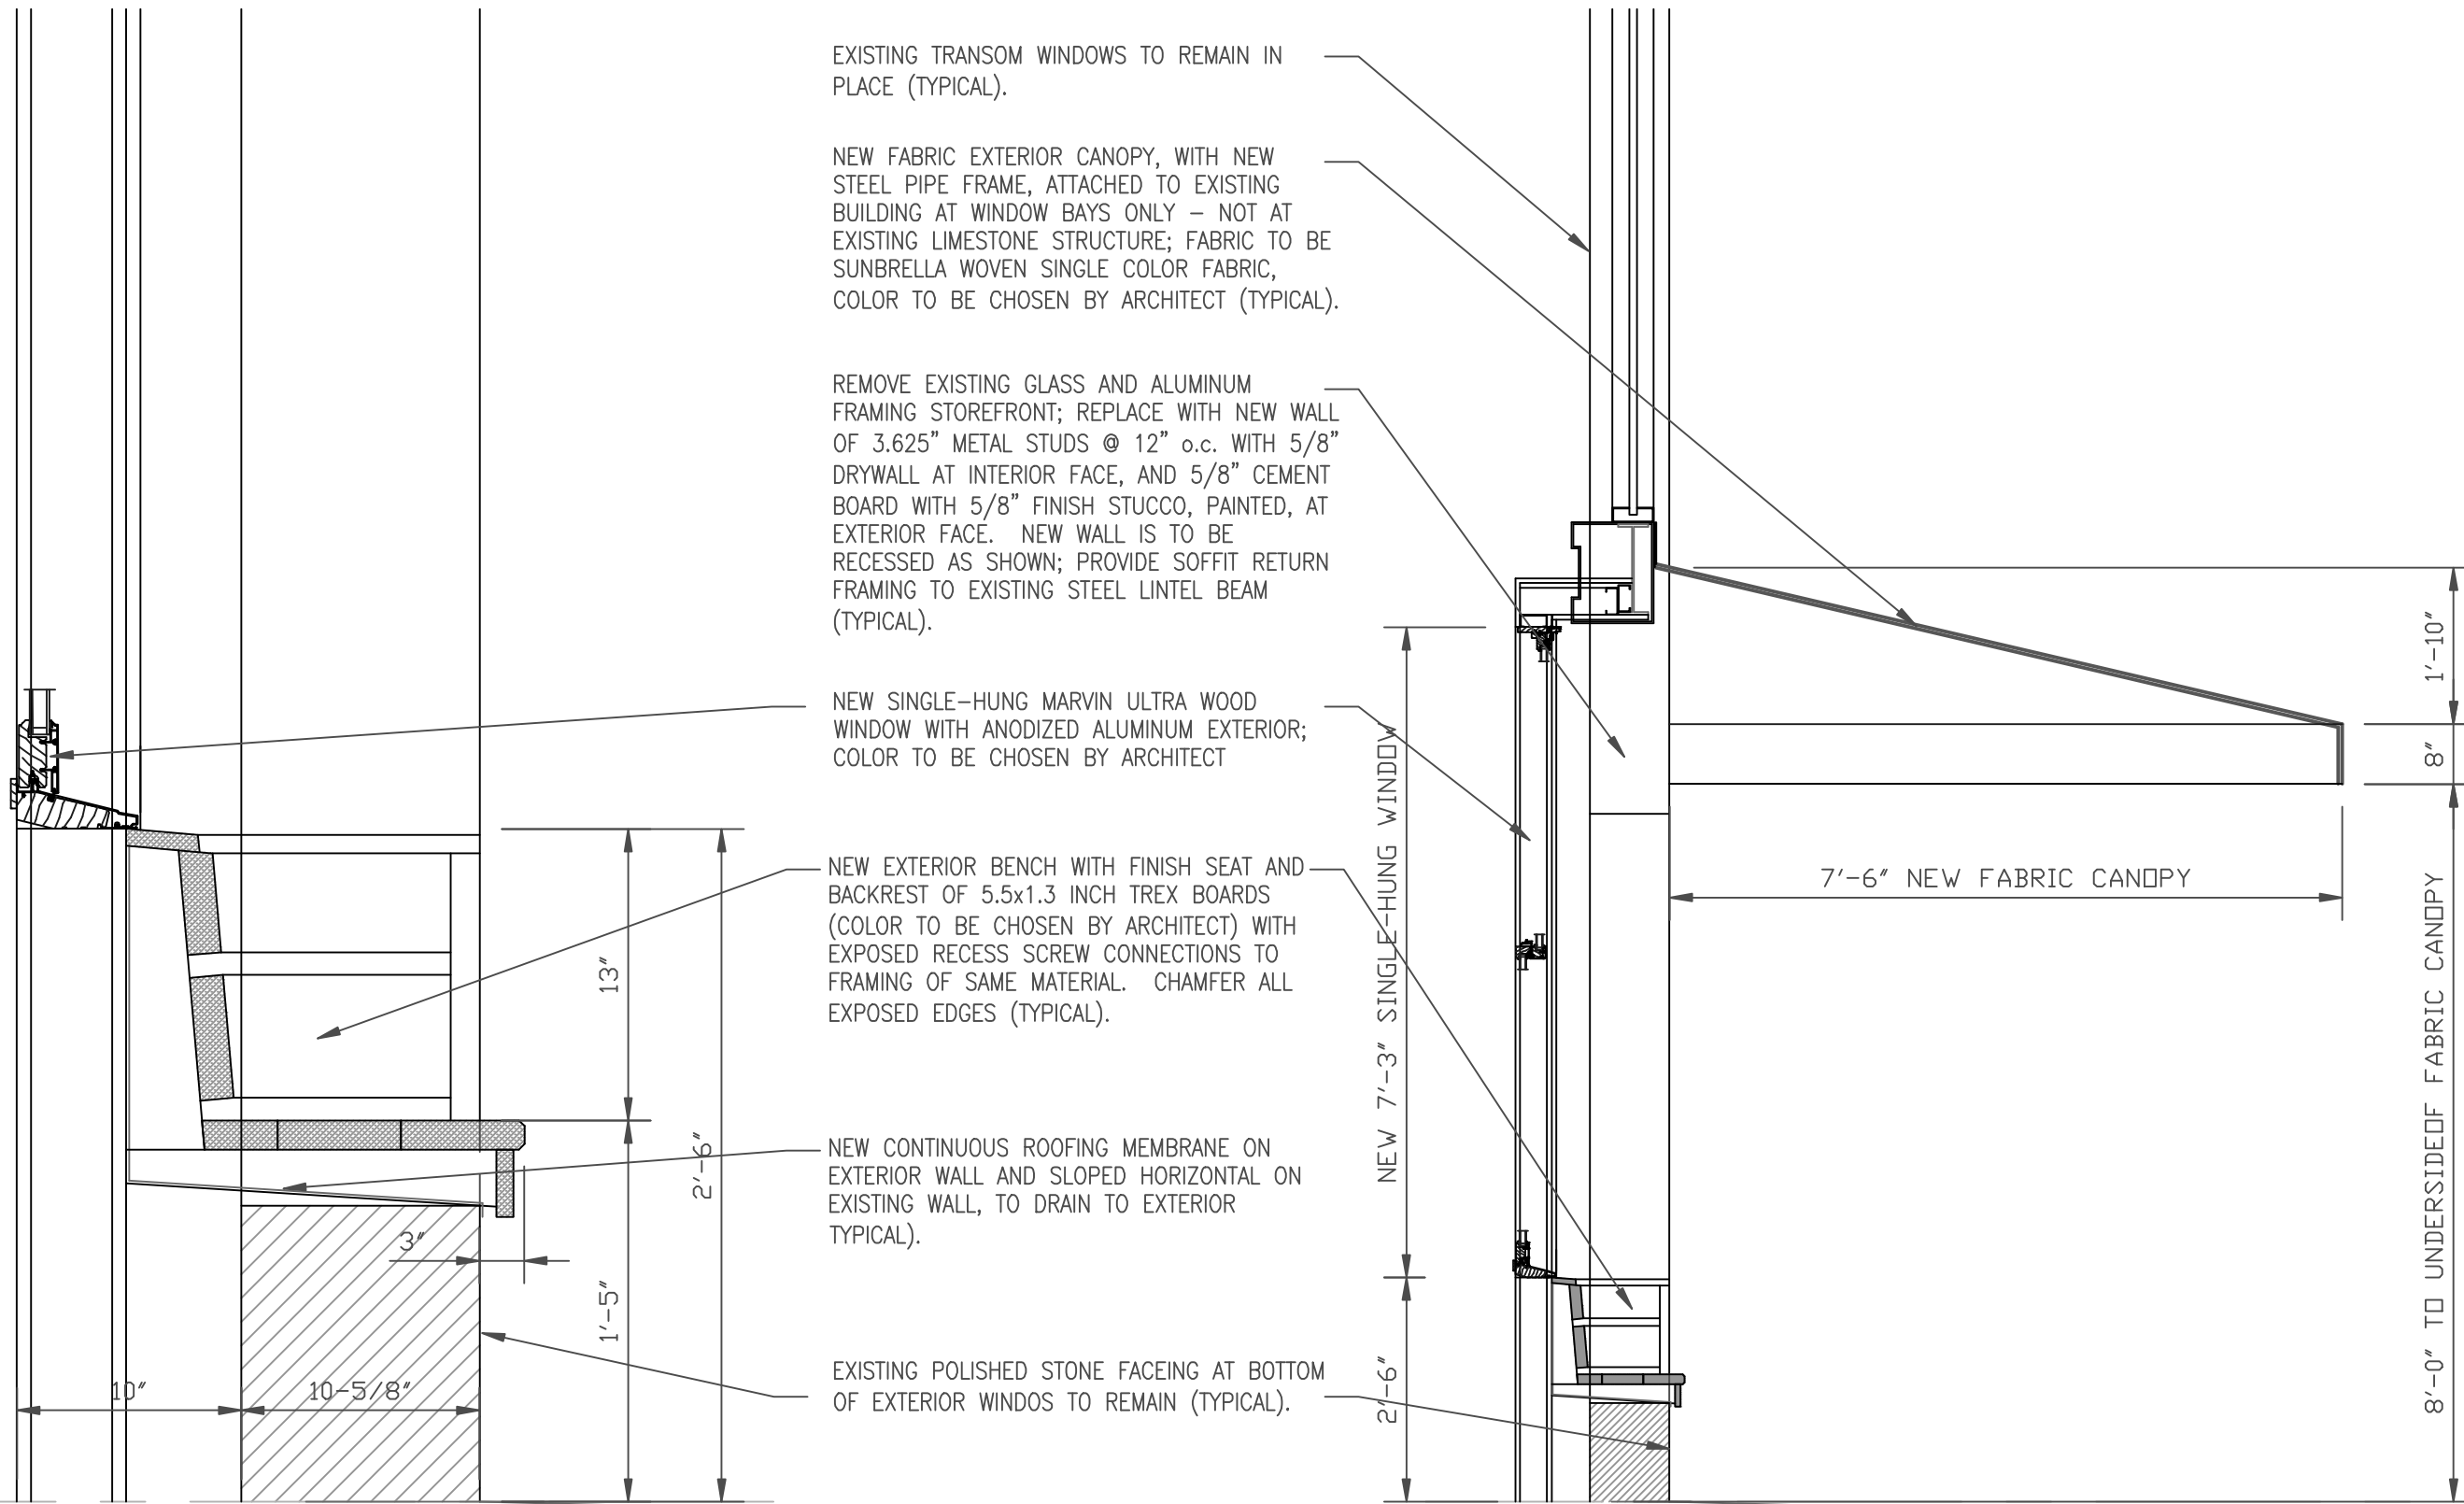 EXISTING TRANSOM WINDOWS TO REMAIN IN
PLACE (TYPICAL).
NEW FABRIC EXTERIOR CANOPY, WITH NEW
STEEL PIPE FRAME, ATTACHED TO EXISTING
BUILDING AT WINDOW BAYS ONLY – NOT AT
EXISTING LIMESTONE STRUCTURE; FABRIC TO BE
SUNBRELLA WOVEN SINGLE COLOR FABRIC,
COLOR TO BE CHOSEN BY ARCHITECT (TYPICAL).
REMOVE EXISTING GLASS AND ALUMINUM
FRAMING STOREFRONT; REPLACE WITH NEW WALL
OF 3.625" METAL STUDS @ 12" o.c. WITH 5/8"
DRYWALL AT INTERIOR FACE, AND 5/8" CEMENT
BOARD WITH 5/8" FINISH STUCCO, PAINTED, AT
EXTERIOR FACE. NEW WALL IS TO BE
RECESSED AS SHOWN; PROVIDE SOFFIT RETURN
FRAMING TO EXISTING STEEL LINTEL BEAM
(TYPICAL).
NEW SINGLE-HUNG MARVIN ULTRA WOOD
WINDOW WITH ANODIZED ALUMINUM EXTERIOR;
COLOR TO BE CHOSEN BY ARCHITECT
NEW EXTERIOR BENCH WITH FINISH SEAT AND
BACKREST OF 5.5x1.3 INCH TREX BOARDS
(COLOR TO BE CHOSEN BY ARCHITECT) WITH
EXPOSED RECESS SCREW CONNECTIONS TO
FRAMING OF SAME MATERIAL. CHAMFER ALL
EXPOSED EDGES (TYPICAL).
NEW CONTINUOUS ROOFING MEMBRANE ON
EXTERIOR WALL AND SLOPED HORIZONTAL ON
EXISTING WALL, TO DRAIN TO EXTERIOR
TYPICAL).
EXISTING POLISHED STONE FACEING AT BOTTOM
OF EXTERIOR WINDOS TO REMAIN (TYPICAL).
13"
2'-6"
3"
1'-5"
10"
10-5/8"
NEW 7'-3" SINGLE-HUNG WINDOW
2'-6"
7'-6" NEW FABRIC CANOPY
1'-10"
8"
8'-0" TO UNDERSIDEOF FABRIC CANOPY